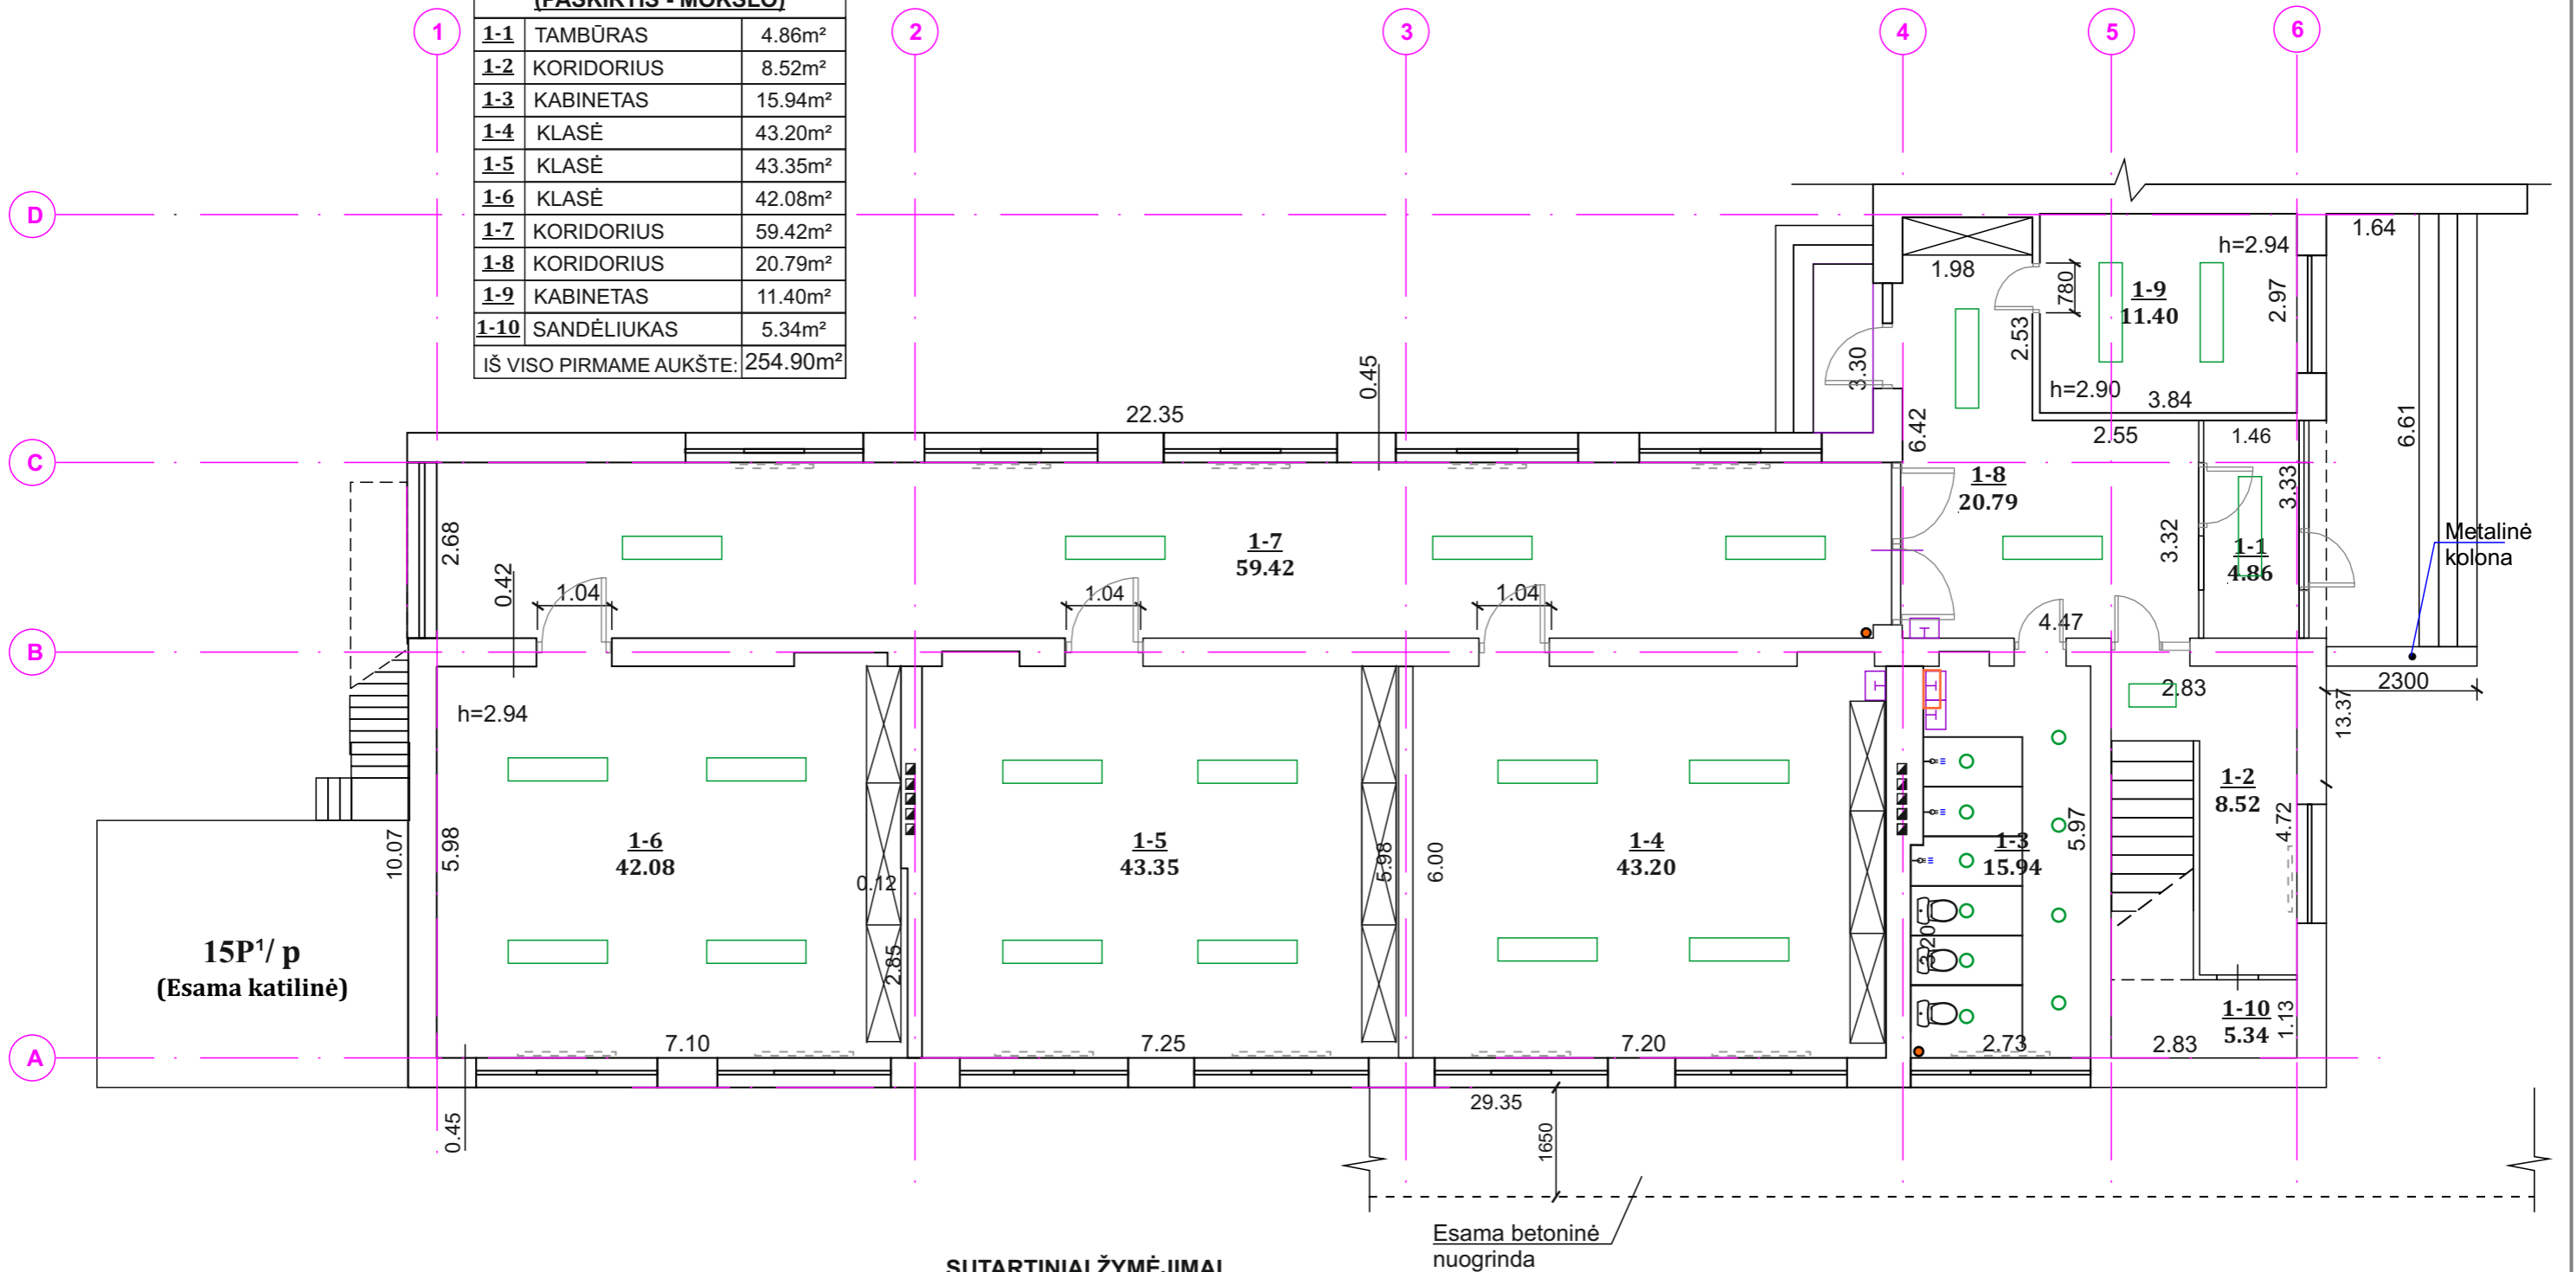 (PASKIRTIS - MOKSLO)
1-1 TAMBŪRAS 4.86m²
1-2 KORIDORIUS 8.52m²
1-3 KABINETAS 15.94m²
1-4 KLASĖ 43.20m²
1-5 KLASĖ 43.35m²
1-6 KLASĖ 42.08m²
1-7 KORIDORIUS 59.42m²
1-8 KORIDORIUS 20.79m²
1-9 KABINETAS 11.40m²
1-10 SANDĖLIUKAS 5.34m²
IŠ VISO PIRMAME AUKŠTE: 254.90m²
1
2
3
4
5
6
D
C
B
A
1.64
h=2.94
1.98
780
1-9
11.40
2.97
2.53
3.30
h=2.90
3.84
0.45
22.35
6.42
2.55
1.46
6.61
1-8
20.79
3.33
2.68
1-7
59.42
3.32
1-1
4.86
Metalinė
kolona
0.42
1.04
1.04
1.04
4.47
2.83
2300
13.37
h=2.94
1-2
8.52
4.72
10.07
5.98
1-6
42.08
0.12
1-5
43.35
5.98
6.00
1-4
43.20
1-3
15.94
5.97
3.20
2.85
15P¹/ p
(Esama katilinė)
1-10
5.34
1.13
7.10
7.25
7.20
2.73
2.83
0.45
29.35
1650
Esama betoninė
nuogrinda
SUTARTINIAI ŽYMĖJIMAI